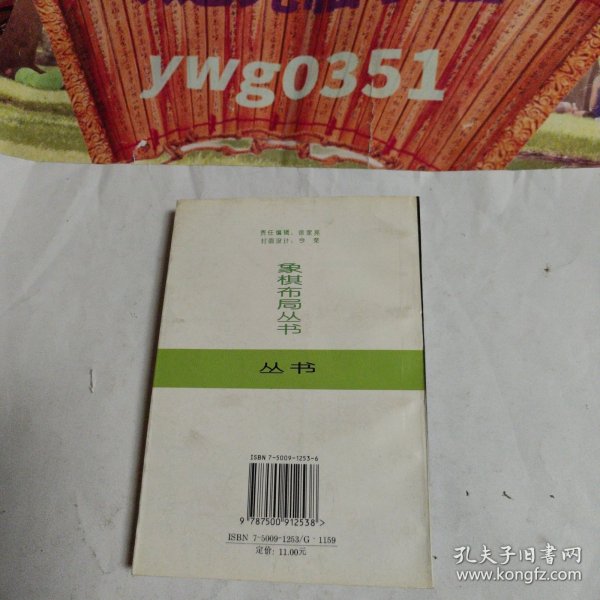 ywg0351
责任编辑:
封面设计: 今 荣
象棋布局丛书
丛书
ISBN 7-5009-1253-6
9 787500 912538 >
ISBN 7-5009-1253/G · 1159
定价: 11.00元
孔夫子旧书网
www.kongfz.com